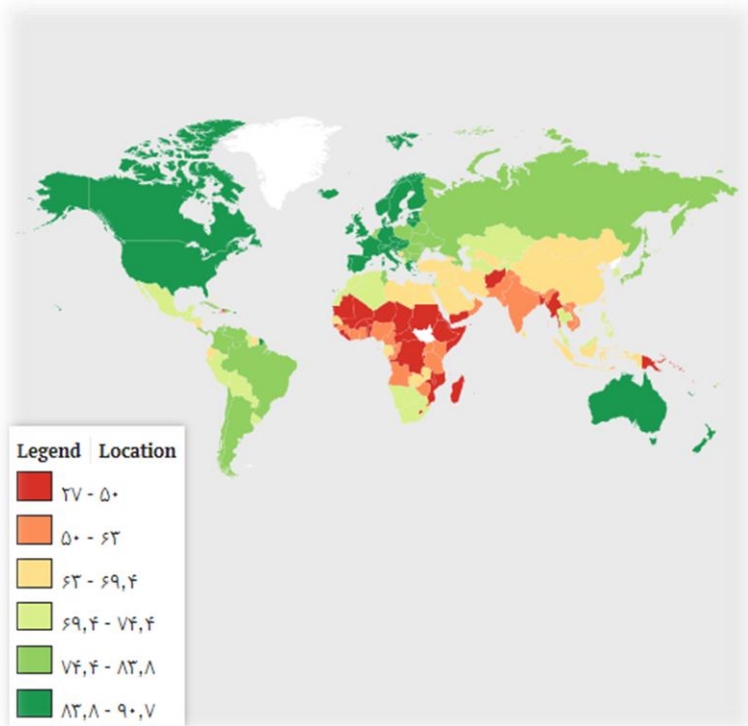 Legend Location
۲۷ - ۵۰
۵۰ - ۶۳
۶۳ - ۶۹,۴
۶۹,۴ - ۷۴,۴
۷۴,۴ - ۸۳,۸
۸۳,۸ - ۹۰,۷